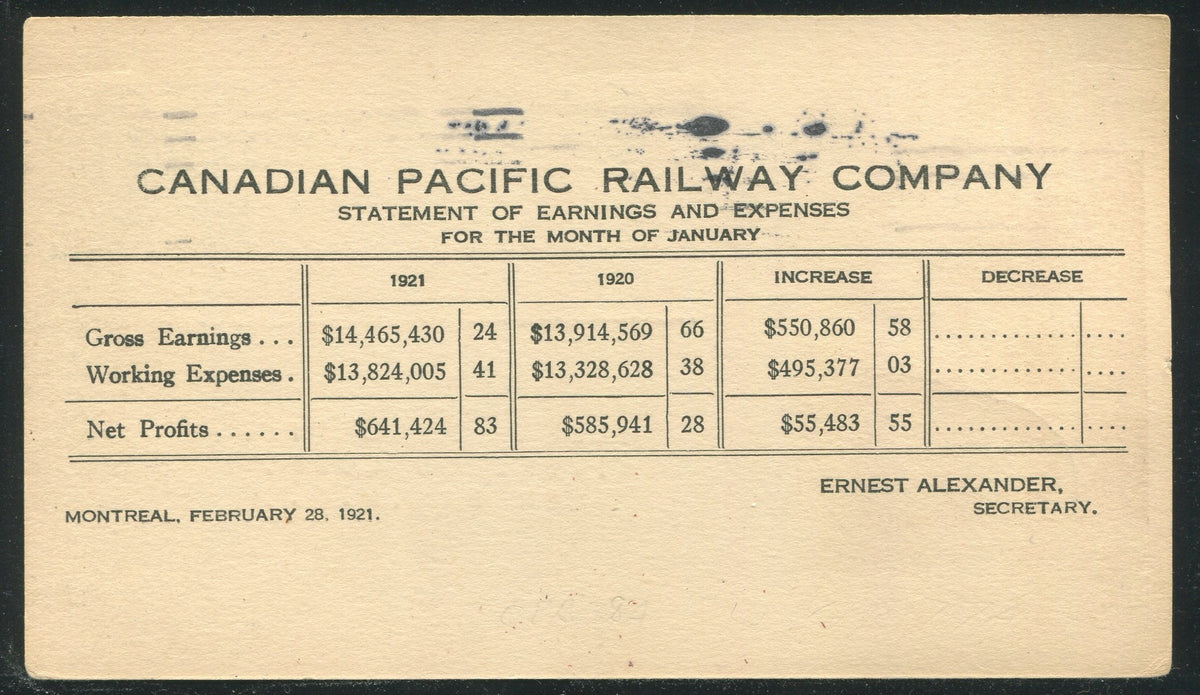 CANADIAN PACIFIC RAILWAY COMPANY
STATEMENT OF EARNINGS AND EXPENSES
FOR THE MONTH OF JANUARY
1921 1920 INCREASE DECREASE
Gross Earnings... $14,465,430 24 $13,914,569 66 $550,860 58
Working Expenses. $13,824,005 41 $13,328,628 38 $495,377 03
Net Profits...... $641,424 83 $585,941 28 $55,483 55
ERNEST ALEXANDER,
SECRETARY.
MONTREAL, FEBRUARY 28, 1921.